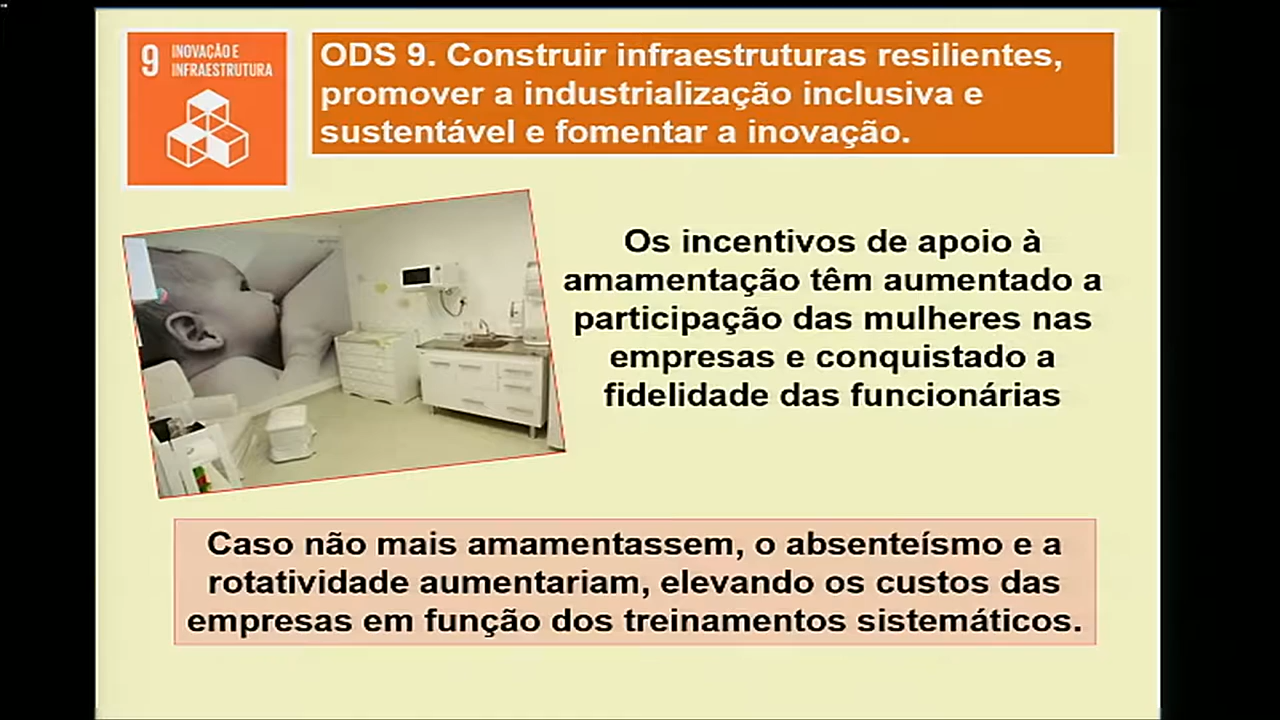 9 INOVAÇÃO E
INFRAESTRUTURA
ODS 9. Construir infraestruturas resilientes,
promover a industrialização inclusiva e
sustentável e fomentar a inovação.
Os incentivos de apoio à
amamentação têm aumentado a
participação das mulheres nas
empresas e conquistado a
fidelidade das funcionárias
Caso não mais amamentassem, o absenteísmo e a
rotatividade aumentariam, elevando os custos das
empresas em função dos treinamentos sistemáticos.